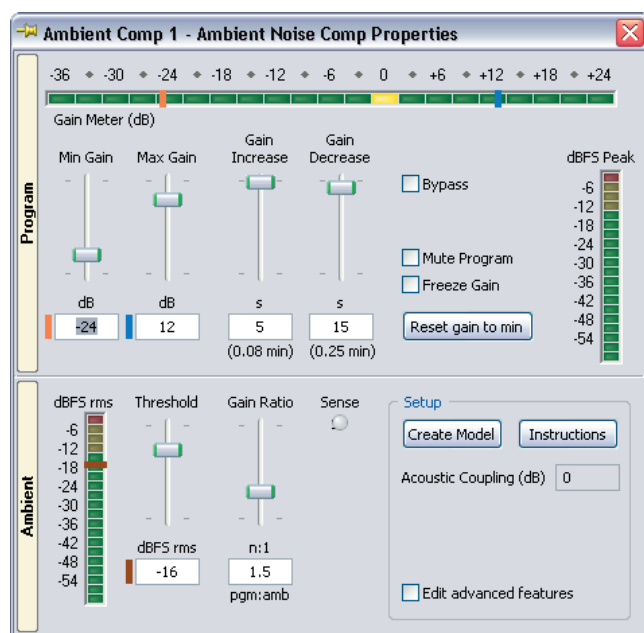 Ambient Comp 1 - Ambient Noise Comp Properties
-36 -30 -24 -18 -12 -6 0 +6 +12 +18 +24
Gain Meter (dB)
Program
Min Gain
Max Gain
Gain Increase
Gain Decrease
Bypass
Mute Program
Freeze Gain
dB
dB
s
s
-24
12
5
15
Reset gain to min
(0.08 min)
(0.25 min)
dBFS Peak
-6
-12
-18
-24
-30
-36
-42
-48
-54
Ambient
dBFS rms
-6
-12
-18
-24
-30
-36
-42
-48
-54
Threshold
dBFS rms
-16
Gain Ratio
n:1
1.5
pgm:amb
Sense
Setup
Create Model
Instructions
Acoustic Coupling (dB) 0
Edit advanced features